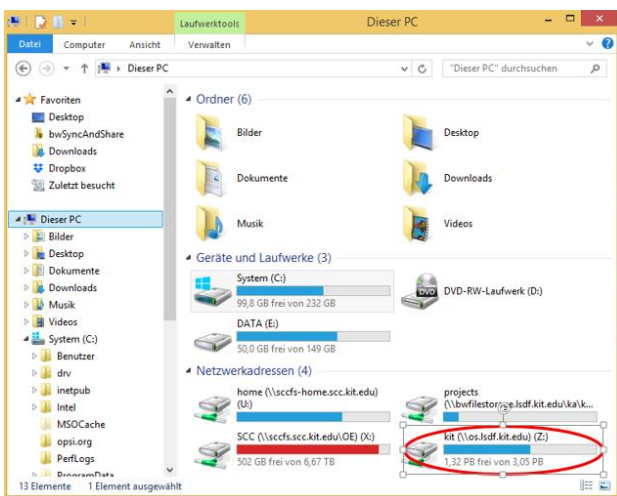 Laufwerktools
Dieser PC
Datei Computer Ansicht Verwalten
Dieser PC
"Dieser PC" durchsuchen
Favoriten
Desktop
bwSyncAndShare
Downloads
Dropbox
Zuletzt besucht
Dieser PC
Bilder
Desktop
Dokumente
Downloads
Musik
Videos
System (C:)
Benutzer
drv
inetpub
Intel
MSOCache
opsi.org
PerfLogs
ProgramData
Ordner (6)
Bilder
Desktop
Dokumente
Downloads
Musik
Videos
Geräte und Laufwerke (3)
System (C:)
99,8 GB frei von 232 GB
DVD
DVD-RW-Laufwerk (D:)
DATA (E:)
50,0 GB frei von 149 GB
Netzwerkadressen (4)
home (\\sccfs-home.scc.kit.edu)
(U:)
projects
SCC (\\sccfs.scc.kit.edu\OE) (X:)
502 GB frei von 6,67 TB
kit (\\os.lsdf.kit.edu) (Z:)
1,32 PB frei von 3,05 PB
13 Elemente 1 Element ausgewählt